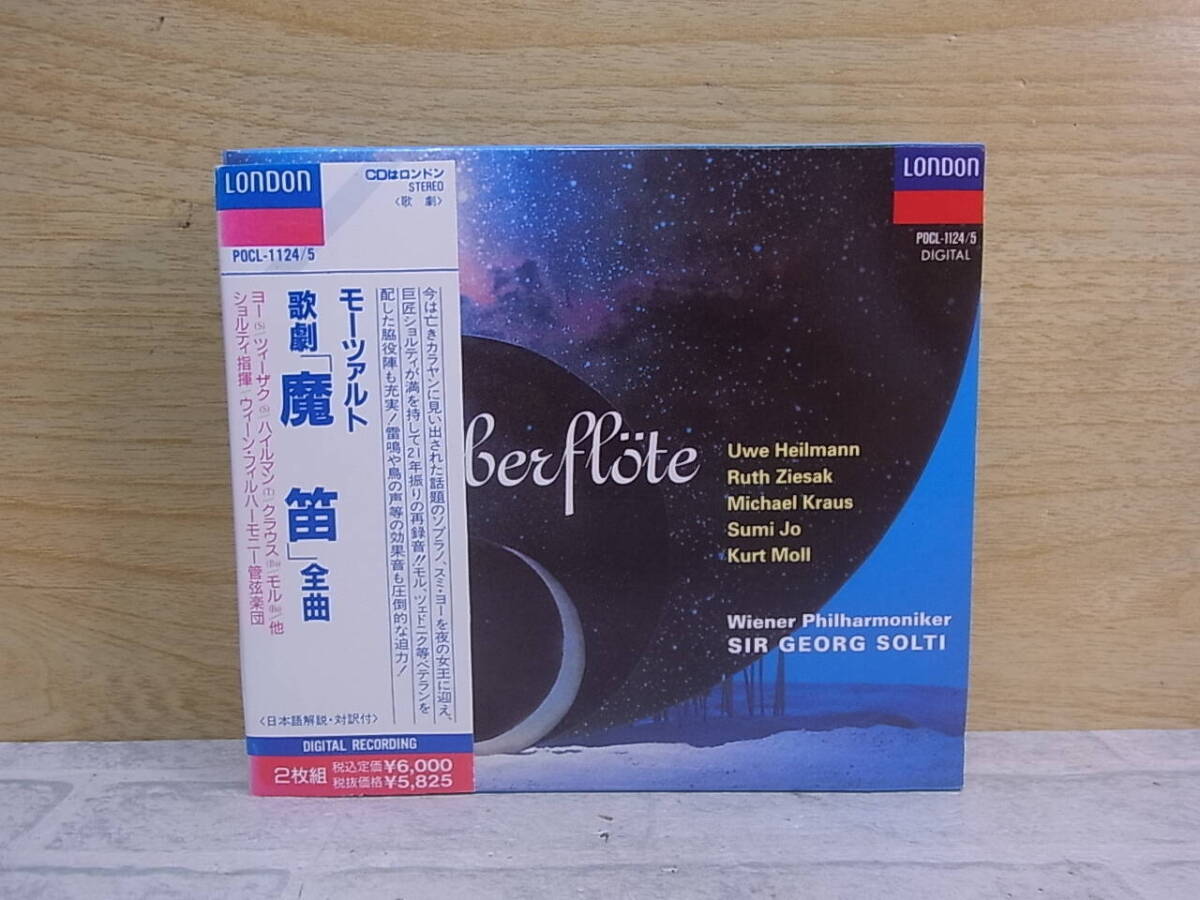 LONDON
POCL-1124/5
CDはロンドン
STEREO
〈歌 劇〉
今は亡きカラヤンに見い出された話題のソプラノ、スミ・ヨーを夜の女王に迎え、
巨匠ショルティが満を持して21年振りの再録音!!モル、ツェドニク等ベテランを
配した脇役陣も充実!雷鳴や鳥の声等の効果音も圧倒的な迫力!
モーツァルト
歌劇「魔 笛」全曲
ヨー(S)/ツィーザク(S)/ハイルマン(T)/クラウス(Br)/モル(Bs)/他
ショルティ指揮/ウィーン・フィルハーモニー管弦楽団
〈日本語解説・対訳付〉
DIGITAL RECORDING
2枚組
税込定価¥6,000
税抜価格¥5,825
LONDON
POCL-1124/5
DIGITAL
berflöte
Uwe Heilmann
Ruth Ziesak
Michael Kraus
Sumi Jo
Kurt Moll
Wiener Philharmoniker
SIR GEORG SOLTI